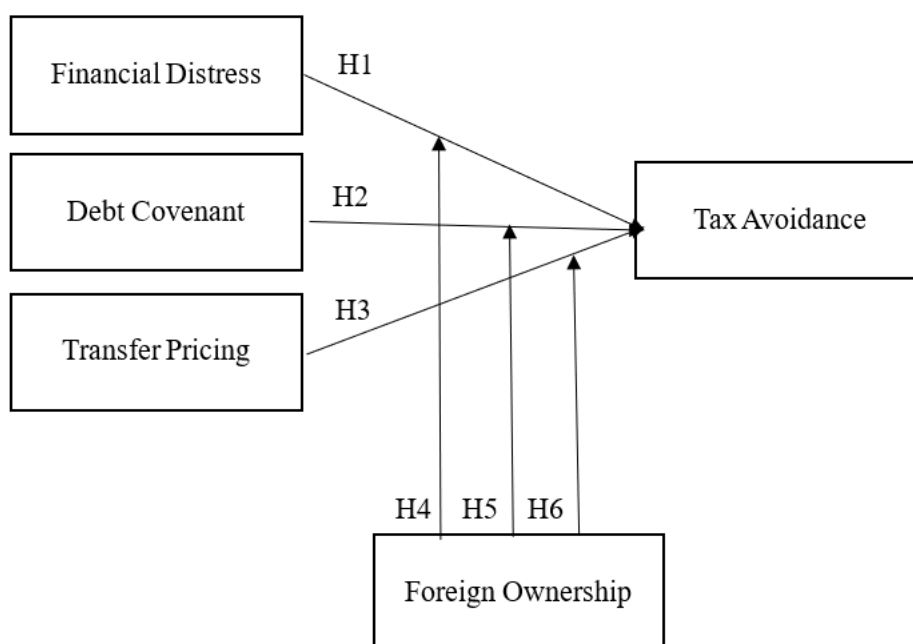 Financial Distress
H1
Debt Covenant
H2
Tax Avoidance
Transfer Pricing
H3
H4 H5 H6
Foreign Ownership